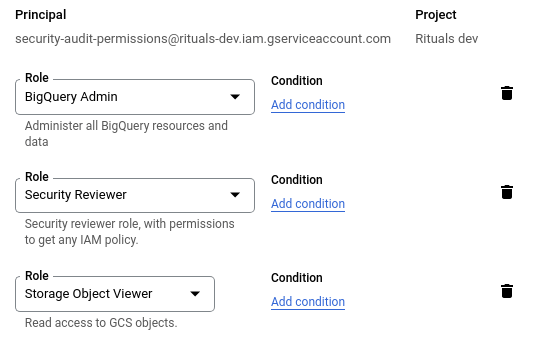 Principal
Project
security-audit-permissions@rituals-dev.iam.gserviceaccount.com
Rituals dev
Role
Condition
BigQuery Admin
Add condition
Administer all BigQuery resources and
data
Role
Condition
Security Reviewer
Add condition
Security reviewer role, with permissions
to get any IAM policy.
Role
Condition
Storage Object Viewer
Add condition
Read access to GCS objects.